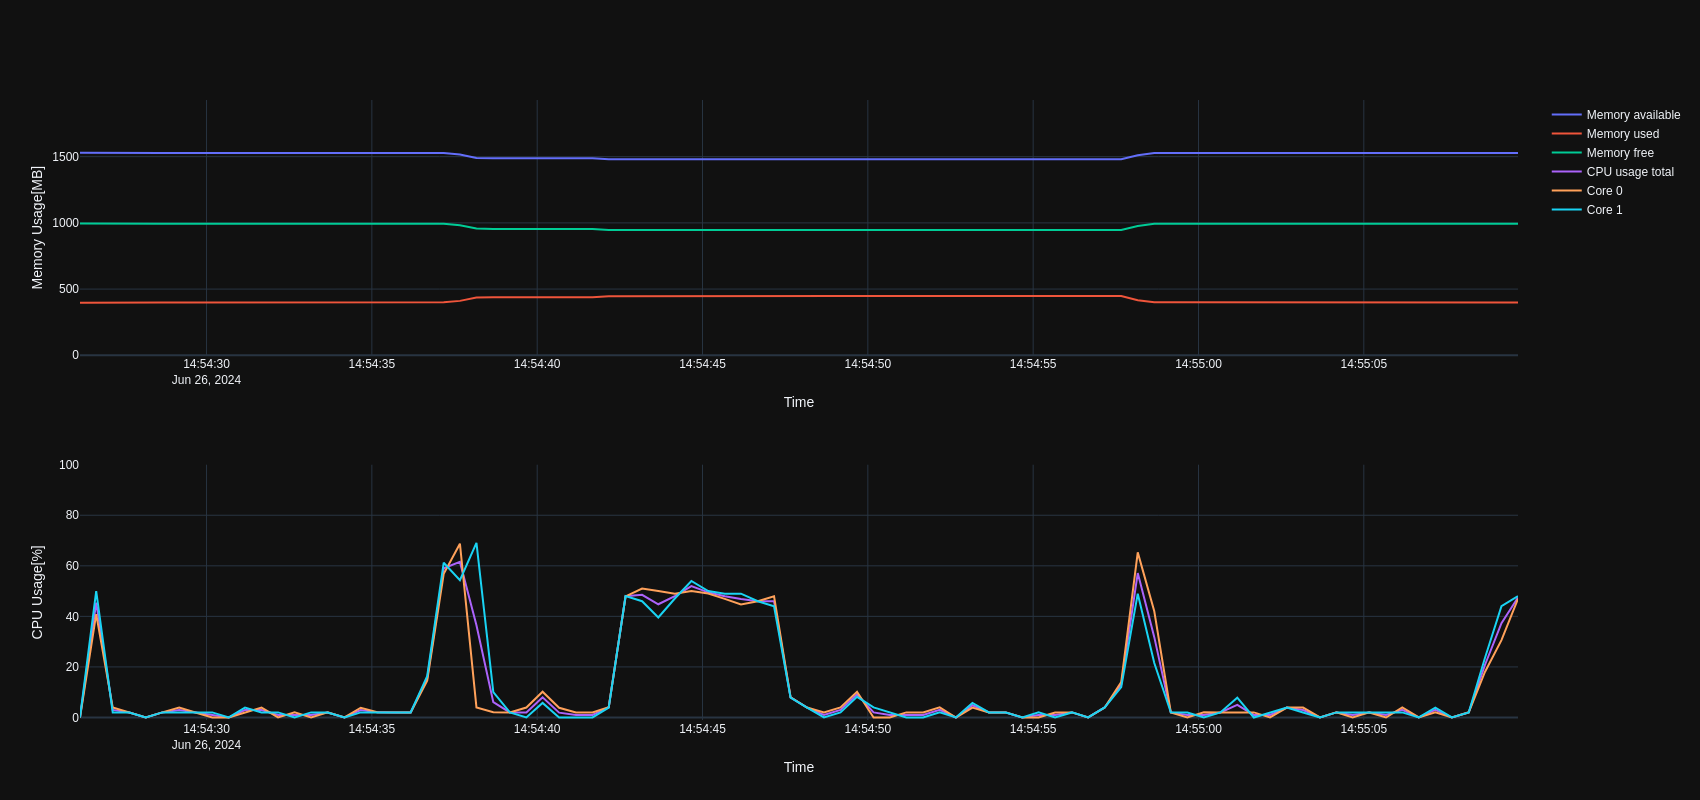 Memory Usage[MB]
1500
1000
500
0
14:54:30 14:54:35 14:54:40 14:54:45 14:54:50 14:54:55 14:55:00 14:55:05
Jun 26, 2024
Time
Memory available
Memory used
Memory free
CPU usage total
Core 0
Core 1
CPU Usage[%]
100
80
60
40
20
0
14:54:30 14:54:35 14:54:40 14:54:45 14:54:50 14:54:55 14:55:00 14:55:05
Jun 26, 2024
Time